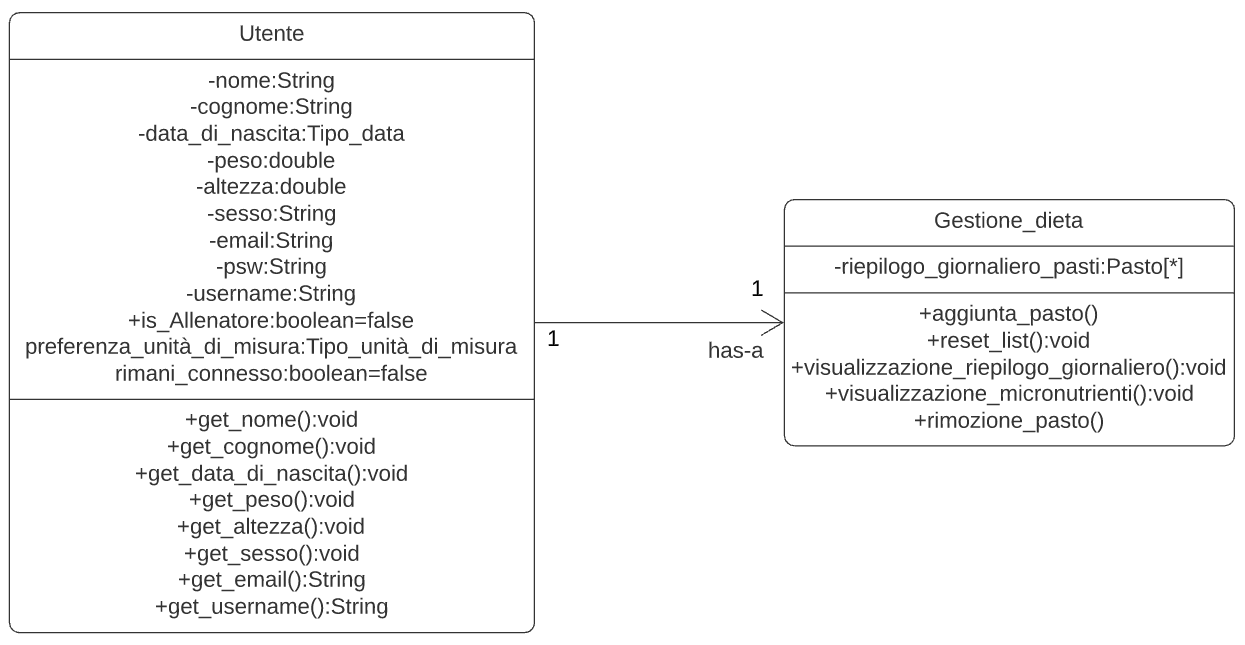 Utente
-nome:String
-cognome:String
-data_di_nascita:Tipo_data
-peso:double
-altezza:double
-sesso:String
-email:String
-psw:String
-username:String
+is_Allenatore:boolean=false
preferenza_unità_di_misura:Tipo_unità_di_misura
rimani_connesso:boolean=false
+get_nome():void
+get_cognome():void
+get_data_di_nascita():void
+get_peso():void
+get_altezza():void
+get_sesso():void
+get_email():String
+get_username():String
1
1
has-a
Gestione_dieta
-riepilogo_giornaliero_pasti:Pasto[*]
+aggiunta_pasto()
+reset_list():void
+visualizzazione_riepilogo_giornaliero():void
+visualizzazione_micronutrienti():void
+rimozione_pasto()